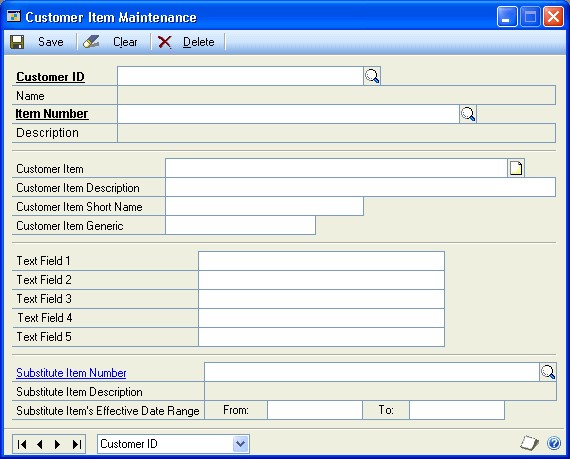 Customer Item Maintenance
Save Clear Delete
Customer ID
Name
Item Number
Description
Customer Item
Customer Item Description
Customer Item Short Name
Customer Item Generic
Text Field 1
Text Field 2
Text Field 3
Text Field 4
Text Field 5
Substitute Item Number
Substitute Item Description
Substitute Item's Effective Date Range From: To:
Customer ID